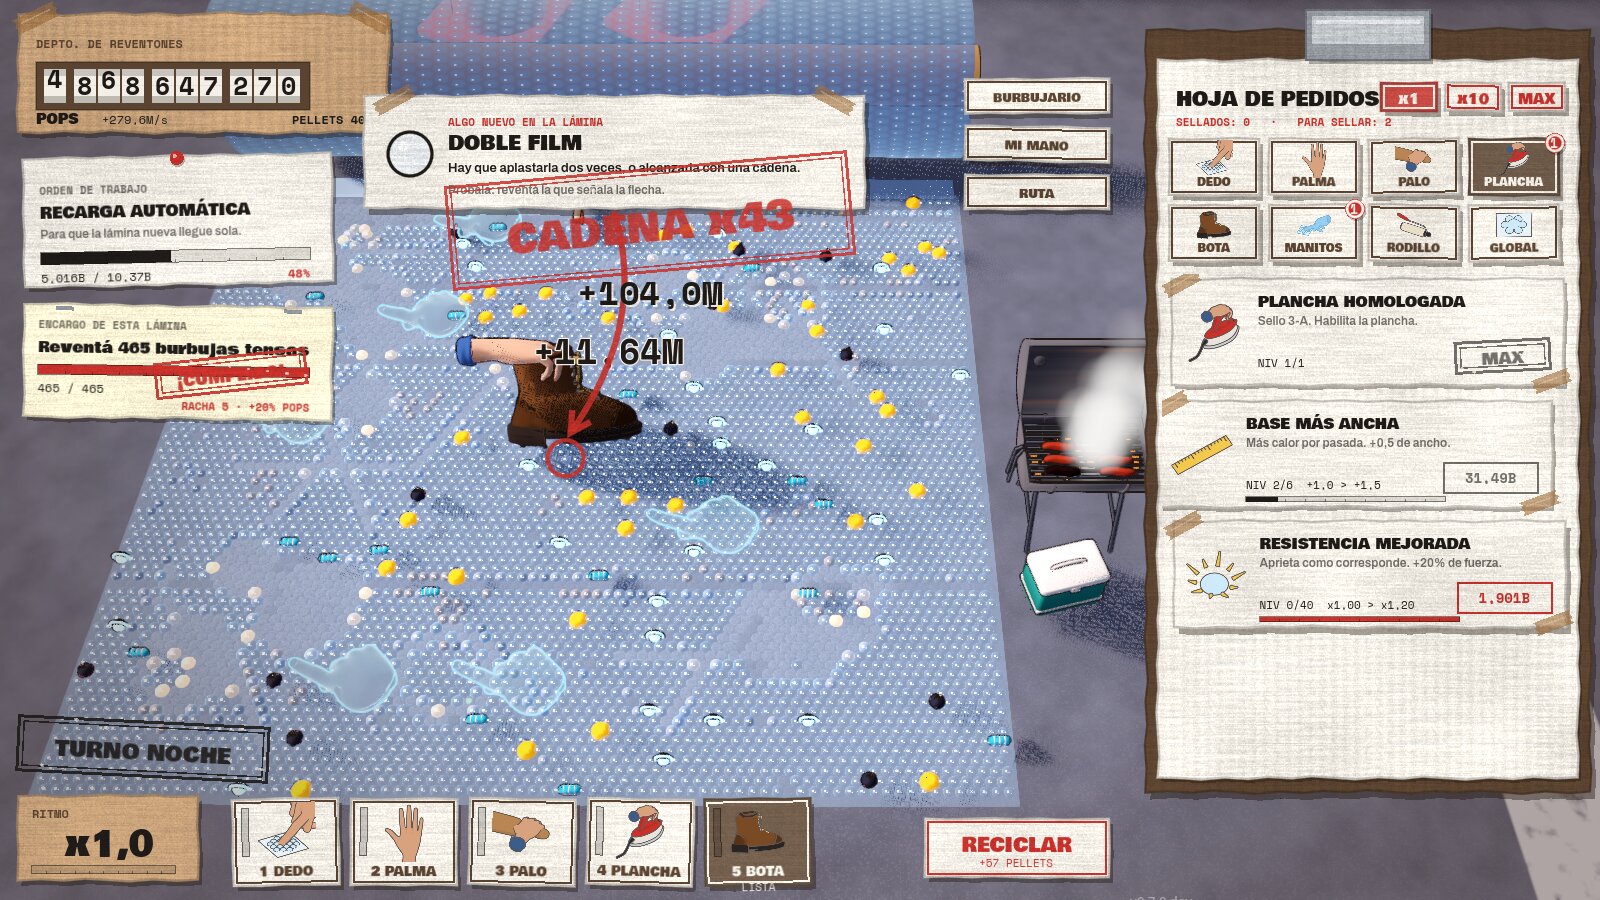 DEPTO. DE REVENTONES
4 868 647 270
POPS +279,6M/s PELLETS 40
ORDEN DE TRABAJO
RECARGA AUTOMÁTICA
Para que la lámina nueva llegue sola.
5,016B / 10,37B 48%
ENCARGO DE ESTA LÁMINA
Reventá 465 burbujas tensas
465 / 465
RACHA 5 · +20% POPS
ALGO NUEVO EN LA LÁMINA
DOBLE FILM
Hay que aplastarla dos veces, o alcanzarla con una cadena.
Probala: reventá la que señala la flecha.
CADENA x43
+104,0M
+11,64M
BURBUJARIO
MI MANO
RUTA
HOJA DE PEDIDOS x1 x10 MAX
SELLADOS: 0 · PARA SELLAR: 2
DEDO
PALMA
PALO
PLANCHA
1
BOTA
MANITOS
1
RODILLO
GLOBAL
PLANCHA HOMOLOGADA
Sello 3-A. Habilita la plancha.
NIV 1/1
MAX
BASE MÁS ANCHA
Más calor por pasada. +0,5 de ancho.
NIV 2/6 +1.0 > +1.5
31,49B
RESISTENCIA MEJORADA
Aprieta como corresponde. +20% de fuerza.
NIV 0/40 x1,00 > x1,20
1,901B
TURNO NOCHE
RITMO
x1,0
1 DEDO
2 PALMA
3 PALO
4 PLANCHA
5 BOTA
LISTA
RECICLAR
+57 PELLETS